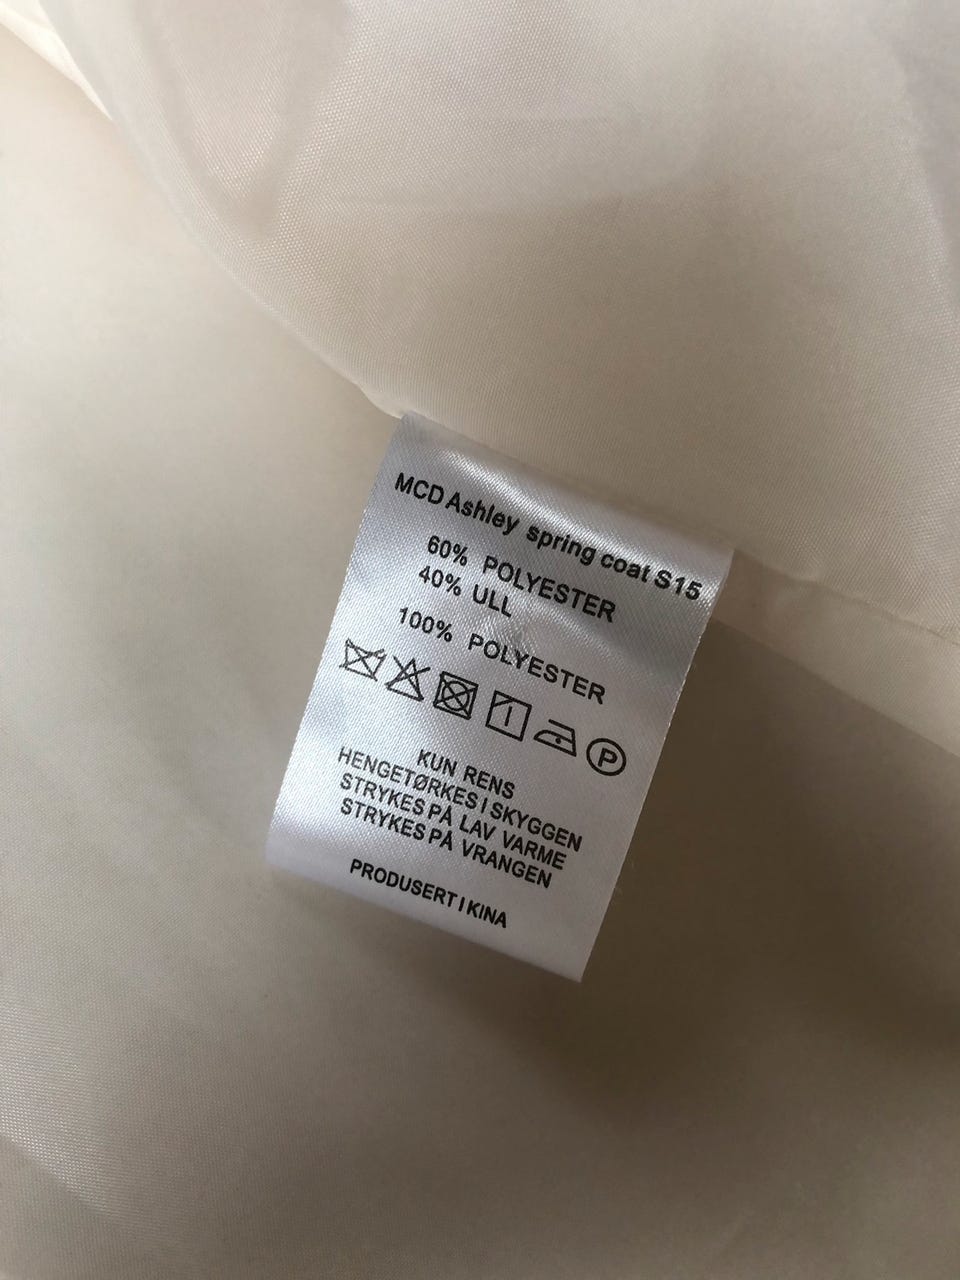 MCD Ashley spring coat S15
60% POLYESTER
40% ULL
100% POLYESTER
P
KUN RENS
HENGETØRKES I SKYGGEN
STRYKES PÅ LAV VARME
STRYKES PÅ VRANGEN
PRODUSERT I KINA